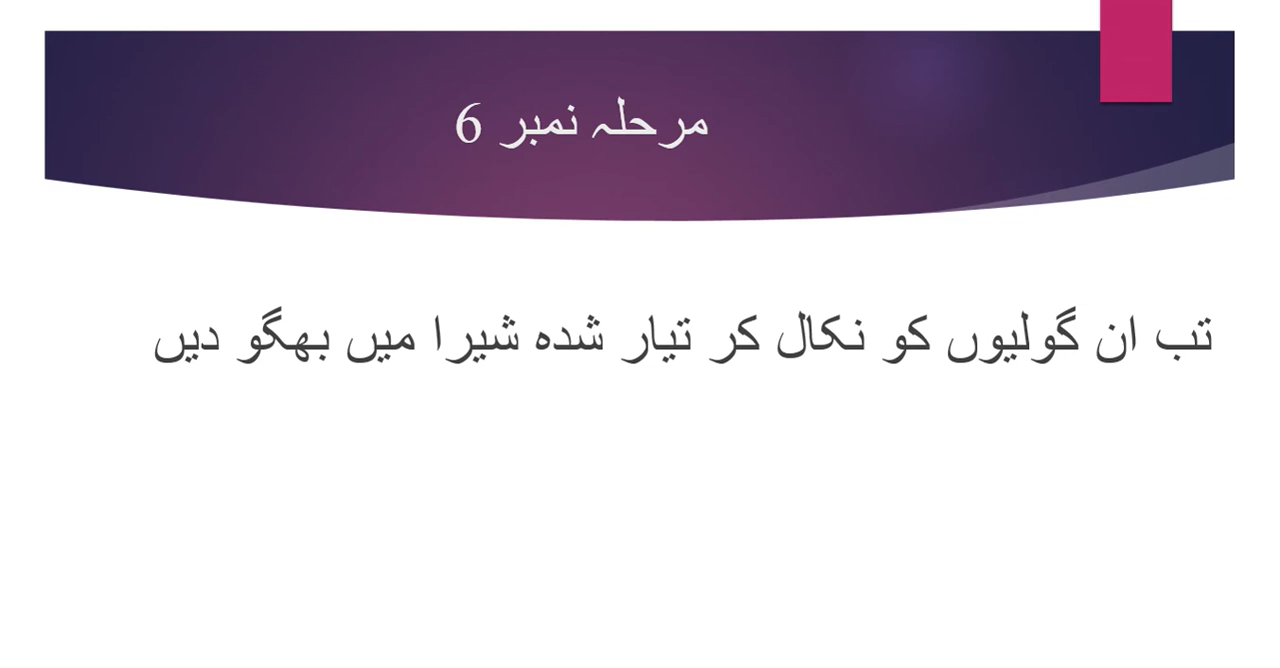 مرحلہ نمبر 6
تب ان گولیوں کو نکال کر تیار شدہ شیرا میں بھگو دیں